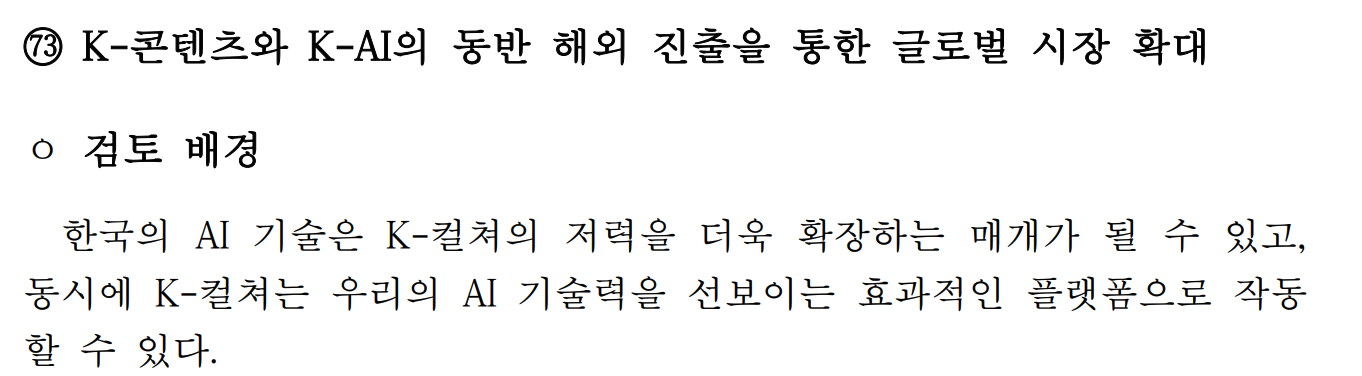 ㉓ K-콘텐츠와 K-AI의 동반 해외 진출을 통한 글로벌 시장 확대
ㅇ 검토 배경
한국의 AI 기술은 K-컬쳐의 저력을 더욱 확장하는 매개가 될 수 있고,
동시에 K-컬쳐는 우리의 AI 기술력을 선보이는 효과적인 플랫폼으로 작동
할 수 있다.